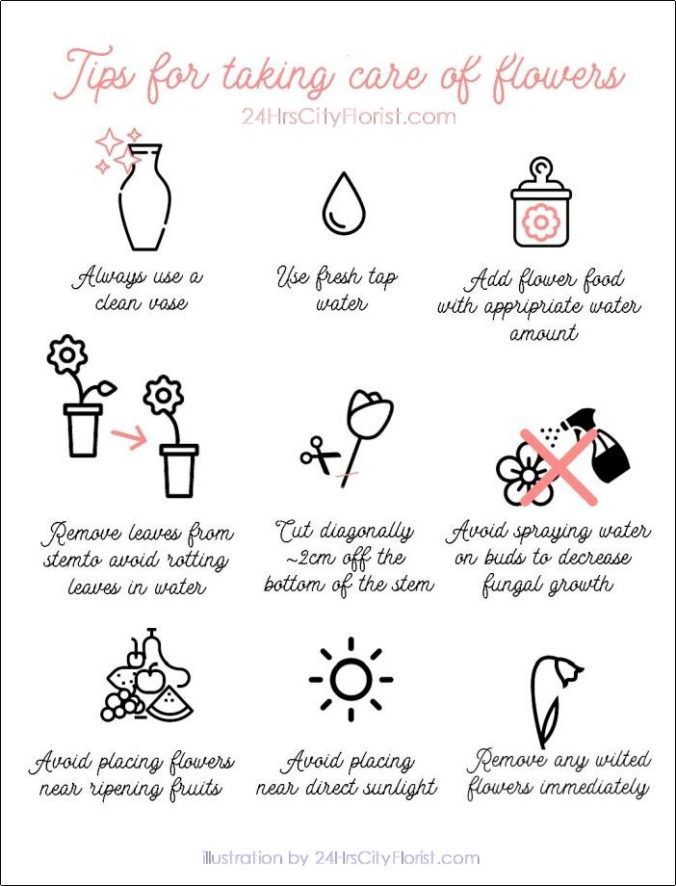 Tips for taking care of flowers
24HrsCityFlorist.com
Always use a
clean vase
Use fresh tap
water
Add flower food
with appripriate water
amount
Remove leaves from
stemto avoid rotting
leaves in water
Cut diagonally
~2cm off the
bottom of the stem
Avoid spraying water
on buds to decrease
fungal growth
Avoid placing flowers
near ripening fruits
Avoid placing
near direct sunlight
Remove any wilted
flowers immediately
illustration by 24HrsCityFlorist.com